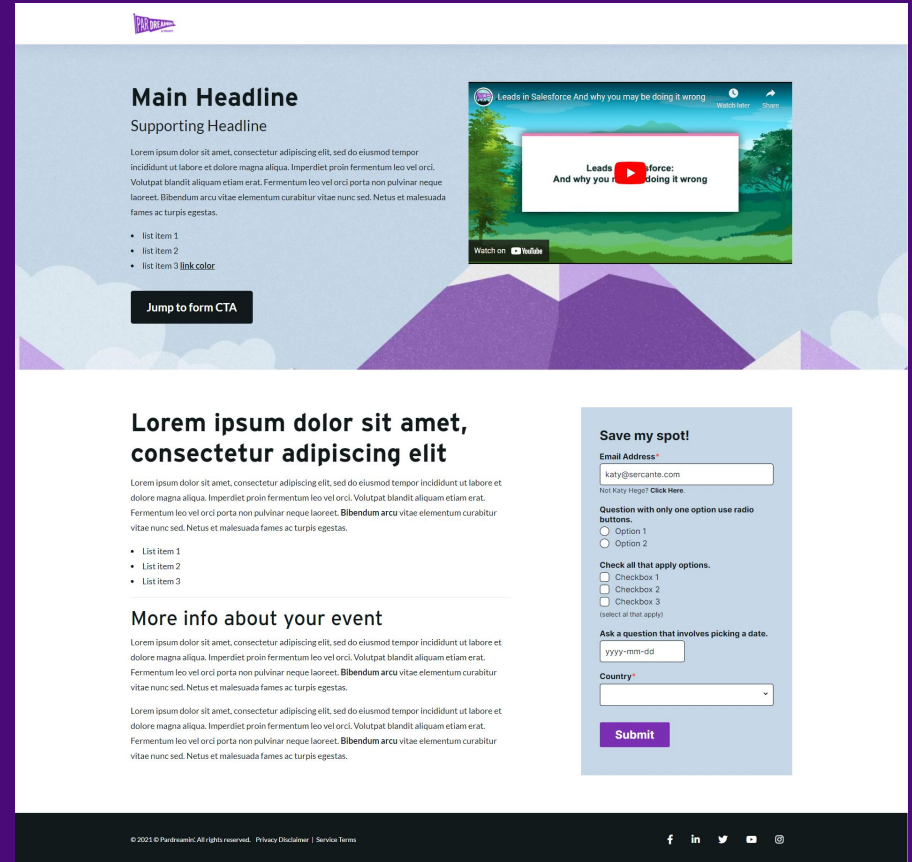 PARDREAMIN
Main Headline
Supporting Headline
Lorem ipsum dolor sit amet, consectetur adipiscing elit, sed do eiusmod tempor
incididunt ut labore et dolore magna aliqua. Imperdiet proin fermentum leo vel orci.
Volutpat blandit aliquam etiam erat. Fermentum leo vel orci porta non pulvinar neque
laoreet. Bibendum arcu vitae elementum curabitur vitae nunc sed. Netus et malesuada
fames ac turpis egestas.
• list item 1
• list item 2
• list item 3 link color
Jump to form CTA
Leads in Salesforce And why you may be doing it wrong
Watch later
Share
Leads sforce:
And why you doing it wrong
Watch on YouTube
Lorem ipsum dolor sit amet,
consectetur adipiscing elit
Lorem ipsum dolor sit amet, consectetur adipiscing elit, sed do eiusmod tempor incididunt ut labore et
dolore magna aliqua. Imperdiet proin fermentum leo vel orci. Volutpat blandit aliquam etiam erat.
Fermentum leo vel orci porta non pulvinar neque laoreet. Bibendum arcu vitae elementum curabitur
vitae nunc sed. Netus et malesuada fames ac turpis egestas.
• List item 1
• List item 2
• List item 3
More info about your event
Lorem ipsum dolor sit amet, consectetur adipiscing elit, sed do eiusmod tempor incididunt ut labore et
dolore magna aliqua. Imperdiet proin fermentum leo vel orci. Volutpat blandit aliquam etiam erat.
Fermentum leo vel orci porta non pulvinar neque laoreet. Bibendum arcu vitae elementum curabitur
vitae nunc sed. Netus et malesuada fames ac turpis egestas.
Lorem ipsum dolor sit amet, consectetur adipiscing elit, sed do eiusmod tempor incididunt ut labore et
dolore magna aliqua. Imperdiet proin fermentum leo vel orci. Volutpat blandit aliquam etiam erat.
Fermentum leo vel orci porta non pulvinar neque laoreet. Bibendum arcu vitae elementum curabitur
vitae nunc sed. Netus et malesuada fames ac turpis egestas.
Save my spot!
Email Address*
katy@sercante.com
Not Katy Hege? Click Here.
Question with only one option use radio
buttons.
Option 1
Option 2
Check all that apply options.
Checkbox 1
Checkbox 2
Checkbox 3
(select al that apply)
Ask a question that involves picking a date.
yyyy-mm-dd
Country*
Submit
© 2021 © Pardreamin'. All rights reserved. Privacy Disclaimer | Service Terms